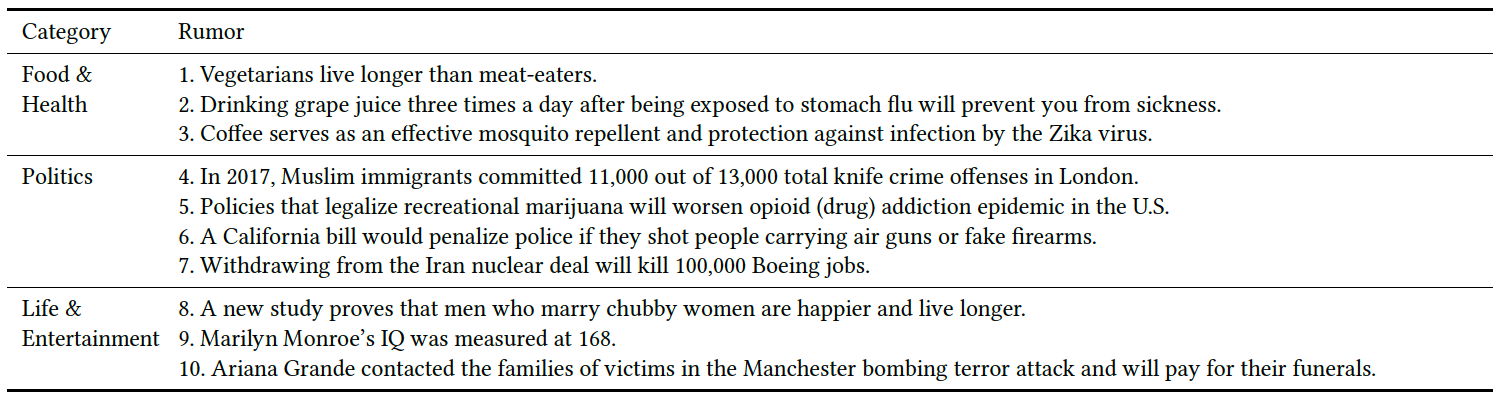 Category Rumor
Food & 1. Vegetarians live longer than meat-eaters.
Health 2. Drinking grape juice three times a day after being exposed to stomach flu will prevent you from sickness.
3. Coffee serves as an effective mosquito repellent and protection against infection by the Zika virus.
Politics 4. In 2017, Muslim immigrants committed 11,000 out of 13,000 total knife crime offenses in London.
5. Policies that legalize recreational marijuana will worsen opioid (drug) addiction epidemic in the U.S.
6. A California bill would penalize police if they shot people carrying air guns or fake firearms.
7. Withdrawing from the Iran nuclear deal will kill 100,000 Boeing jobs.
Life & 8. A new study proves that men who marry chubby women are happier and live longer.
Entertainment 9. Marilyn Monroe’s IQ was measured at 168.
10. Ariana Grande contacted the families of victims in the Manchester bombing terror attack and will pay for their funerals.